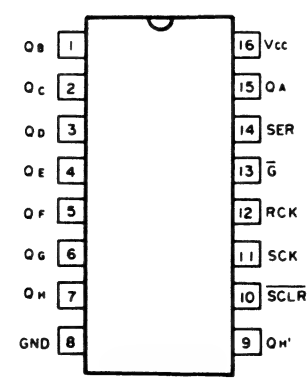 QB 1 16 Vcc
QC 2 15 QA
QD 3 14 SER
QE 4 13 G̅
QF 5 12 RCK
QG 6 11 SCK
QH 7 10 S̅C̅L̅R̅
GND 8 9 QH'